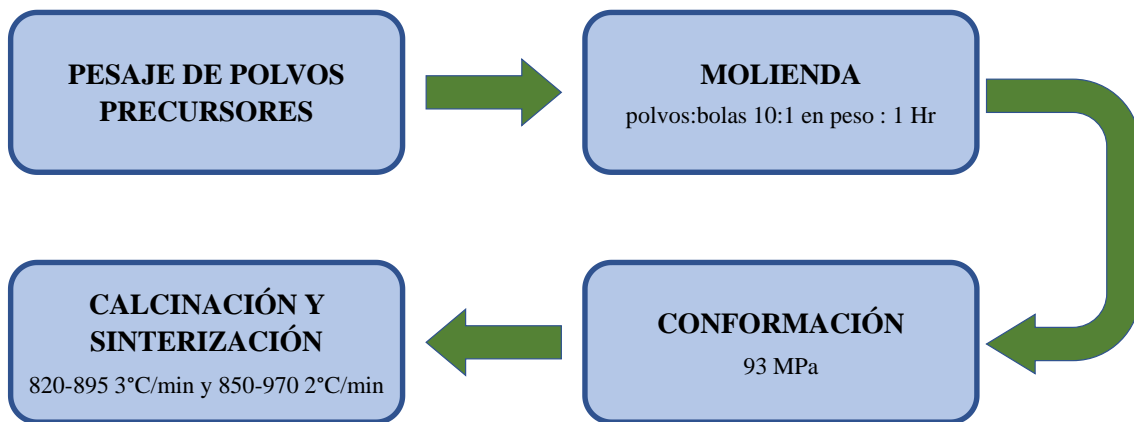 PESAJE DE POLVOS
PRECURSORES
MOLIENDA
polvos:bolas 10:1 en peso : 1 Hr
CONFORMACIÓN
93 MPa
CALCINACIÓN Y
SINTERIZACIÓN
820-895 3°C/min y 850-970 2°C/min